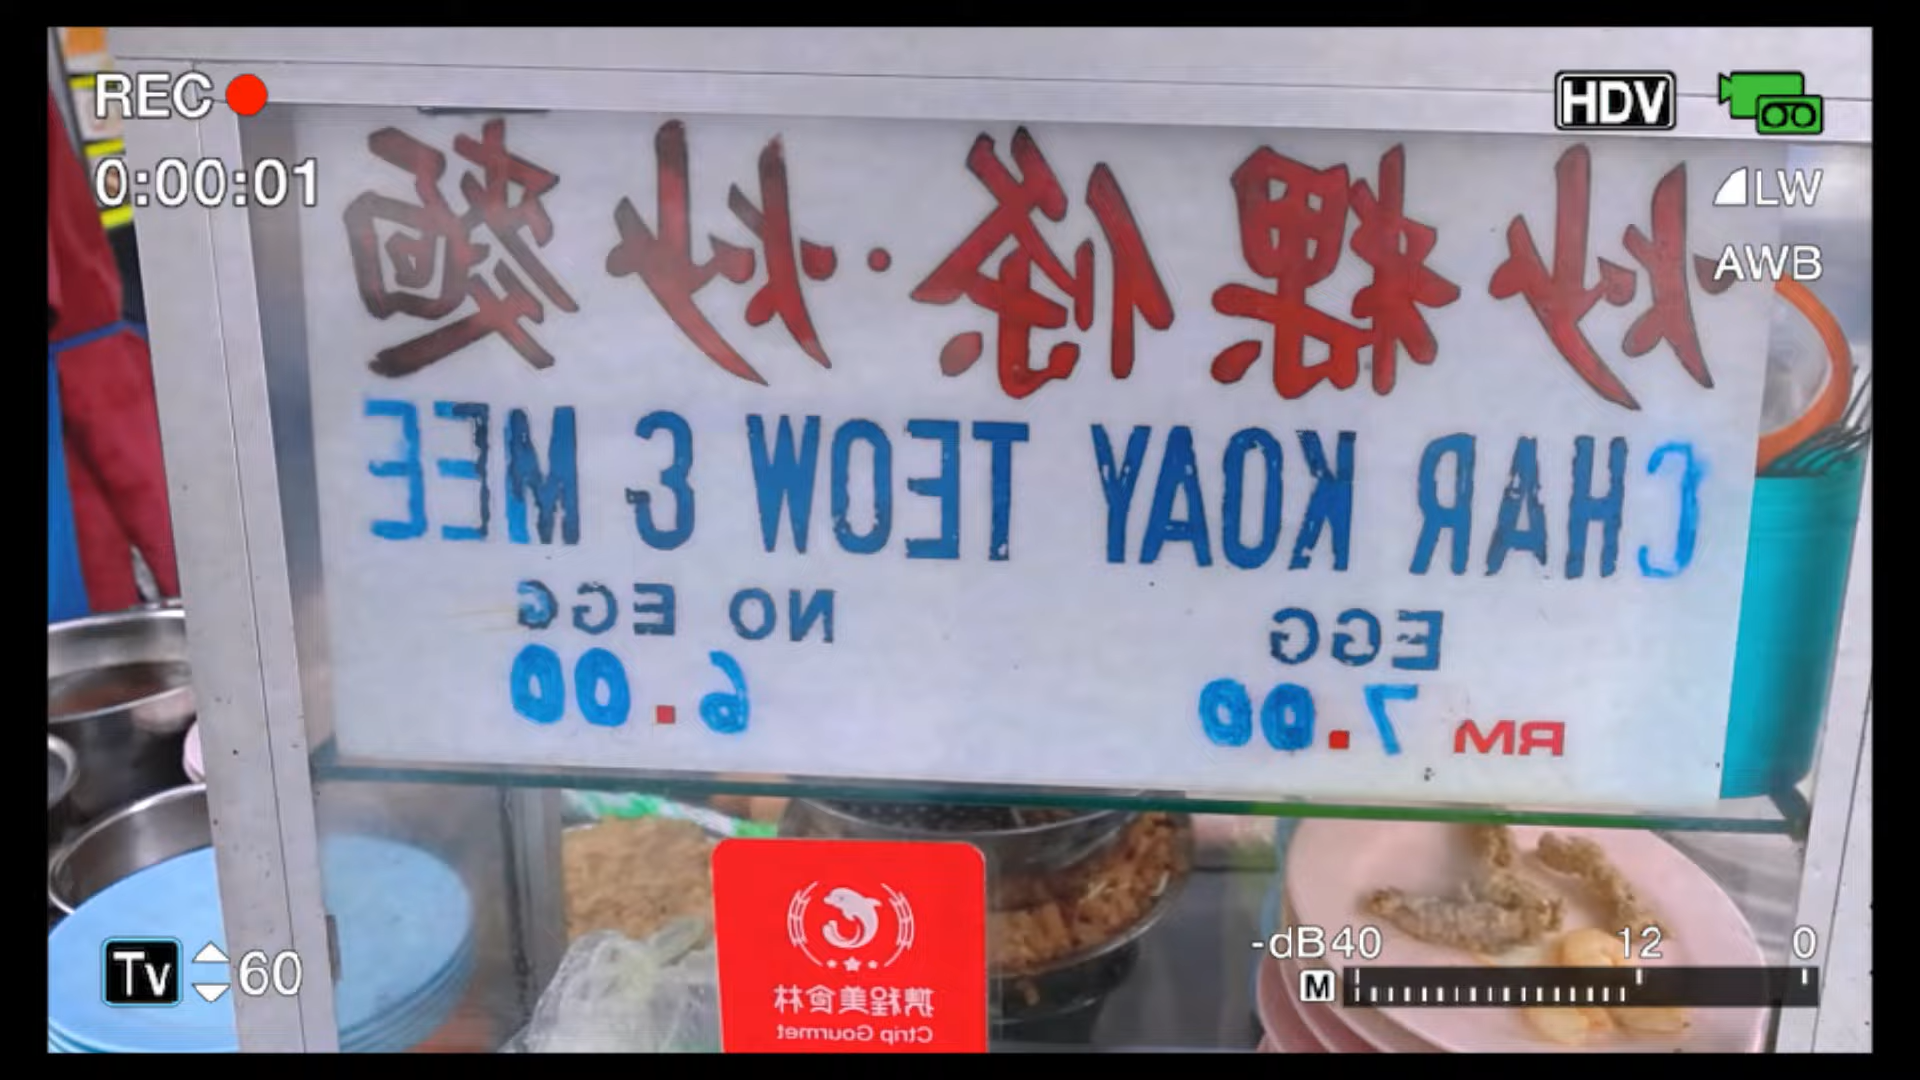 REC
HDV
0:00:01
LW
AWB
炒粿條·炒麵
CHAR KOAY TEOW & MEE
EGG NO EGG
RM 7.00 6.00
携程美食林
Ctrip Gourmet
Tv 60
-dB40 12 0
M